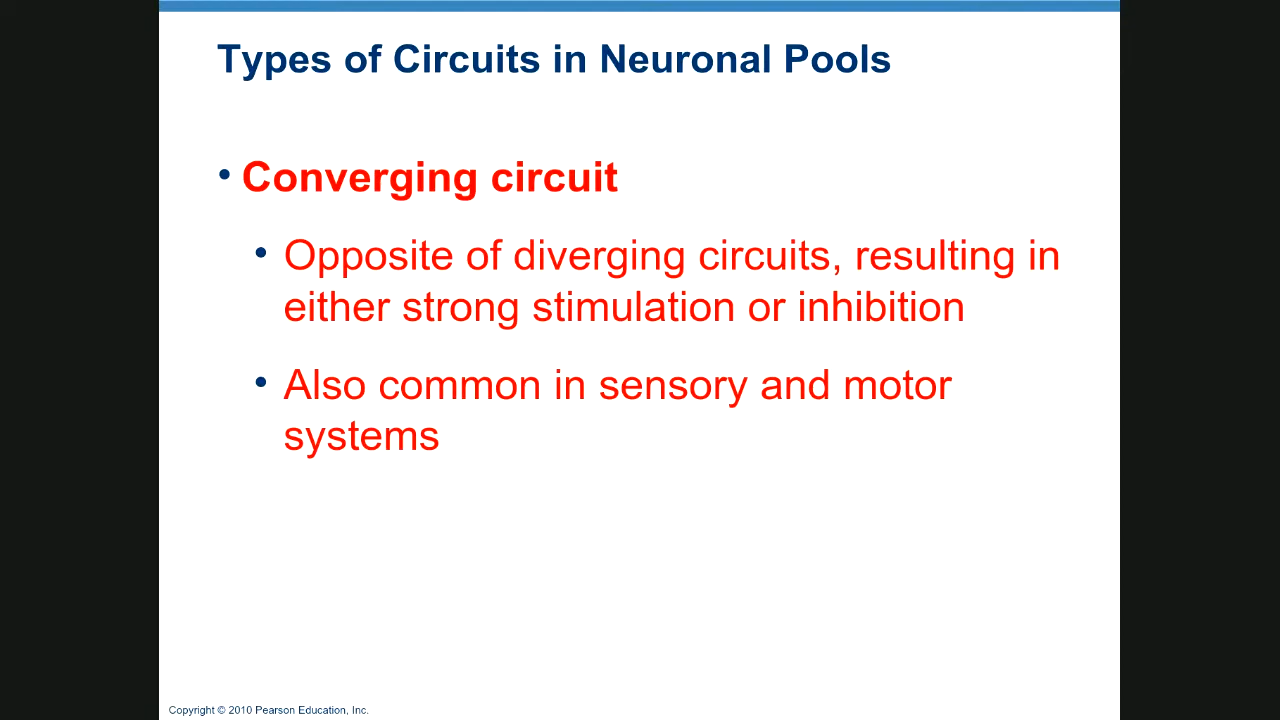 Types of Circuits in Neuronal Pools
• Converging circuit
• Opposite of diverging circuits, resulting in
either strong stimulation or inhibition
• Also common in sensory and motor
systems
Copyright © 2010 Pearson Education, Inc.